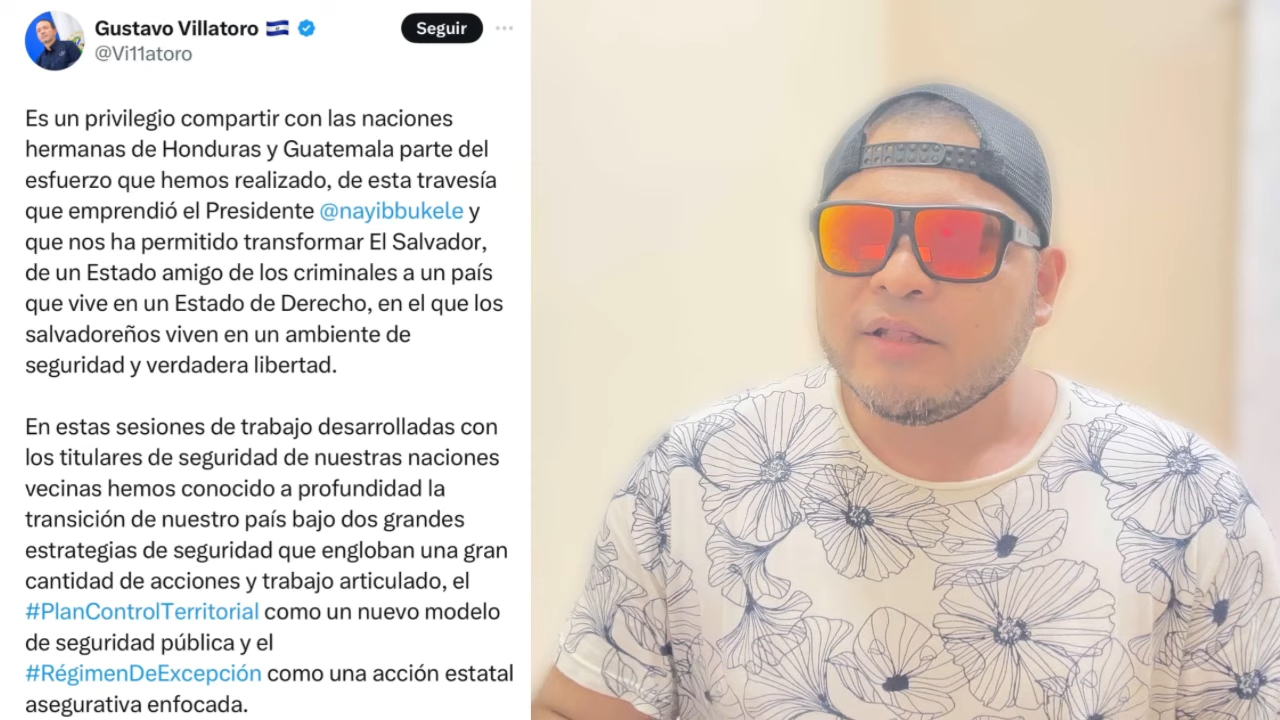 Gustavo Villatoro
Seguir
@Vi11atoro
Es un privilegio compartir con las naciones
hermanas de Honduras y Guatemala parte del
esfuerzo que hemos realizado, de esta travesía
que emprendió el Presidente @nayibbukele y
que nos ha permitido transformar El Salvador,
de un Estado amigo de los criminales a un país
que vive en un Estado de Derecho, en el que los
salvadoreños viven en un ambiente de
seguridad y verdadera libertad.
En estas sesiones de trabajo desarrolladas con
los titulares de seguridad de nuestras naciones
vecinas hemos conocido a profundidad la
transición de nuestro país bajo dos grandes
estrategias de seguridad que engloban una gran
cantidad de acciones y trabajo articulado, el
#PlanControlTerritorial como un nuevo modelo
de seguridad pública y el
#RégimenDeExcepción como una acción estatal
asegurativa enfocada.